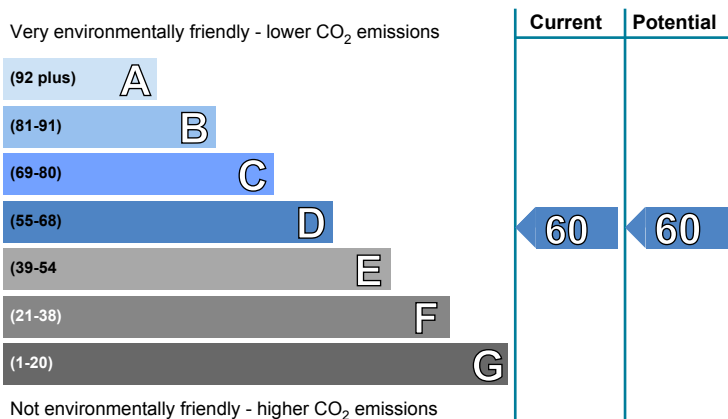 Current Potential
Very environmentally friendly - lower CO₂ emissions
(92 plus) A
(81-91) B
(69-80) C
(55-68) D 60 60
(39-54 E
(21-38) F
(1-20) G
Not environmentally friendly - higher CO₂ emissions